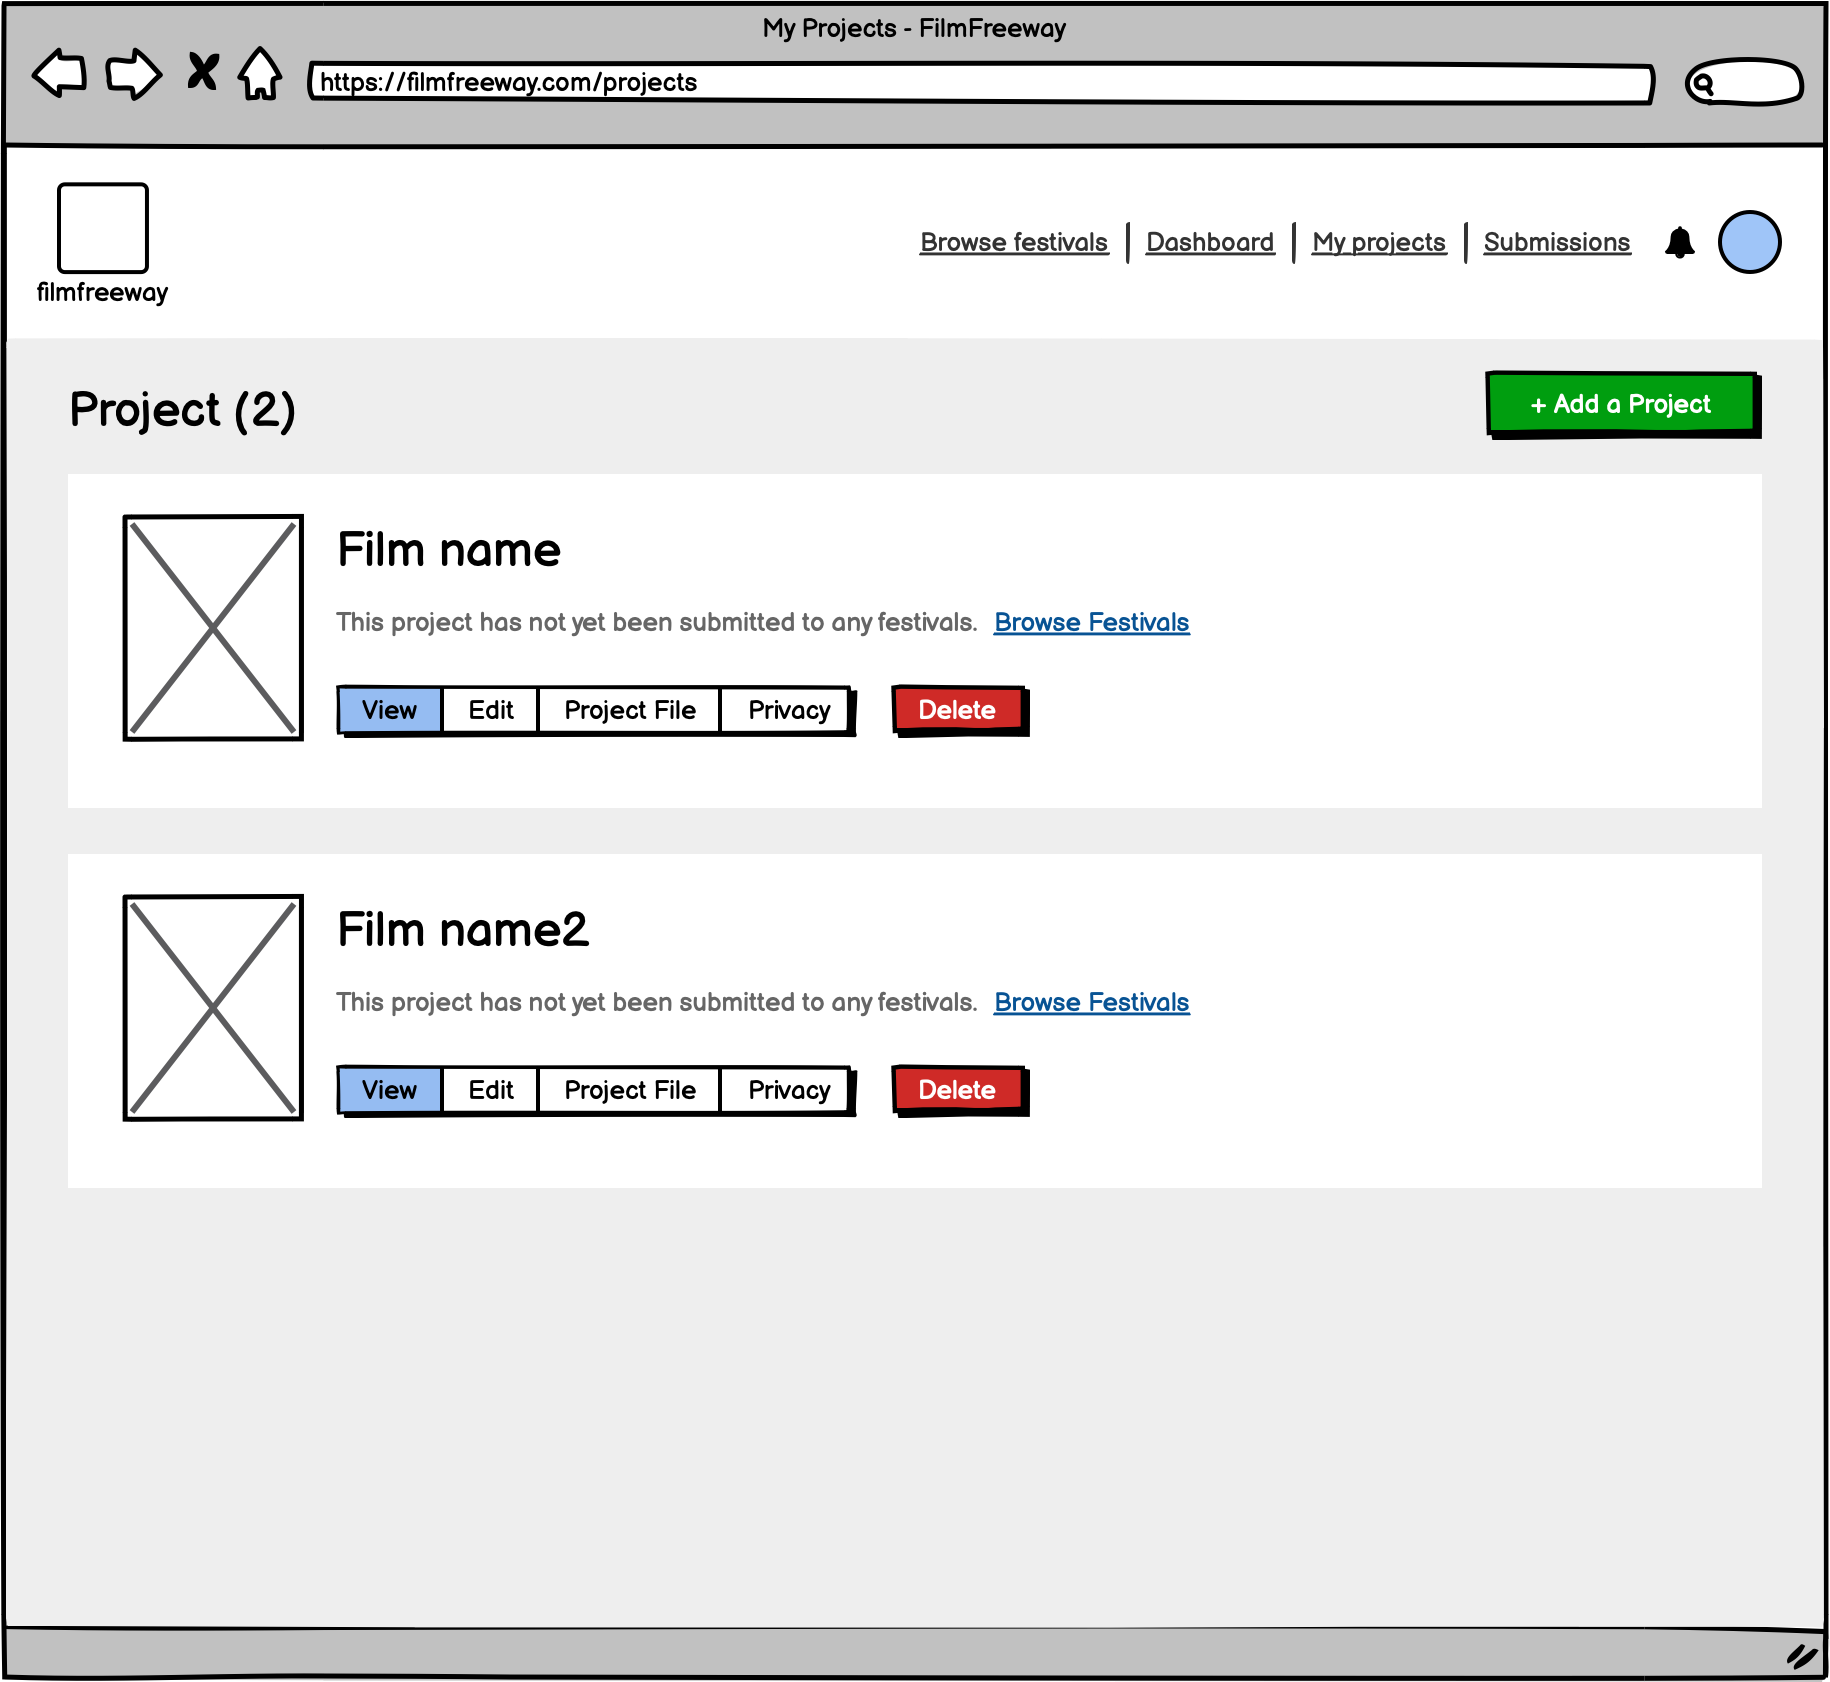 My Projects - FilmFreeway
https://filmfreeway.com/projects
filmfreeway
Browse festivals Dashboard My projects Submissions
Project (2)
+ Add a Project
Film name
This project has not yet been submitted to any festivals. Browse Festivals
View Edit Project File Privacy Delete
Film name2
This project has not yet been submitted to any festivals. Browse Festivals
View Edit Project File Privacy Delete